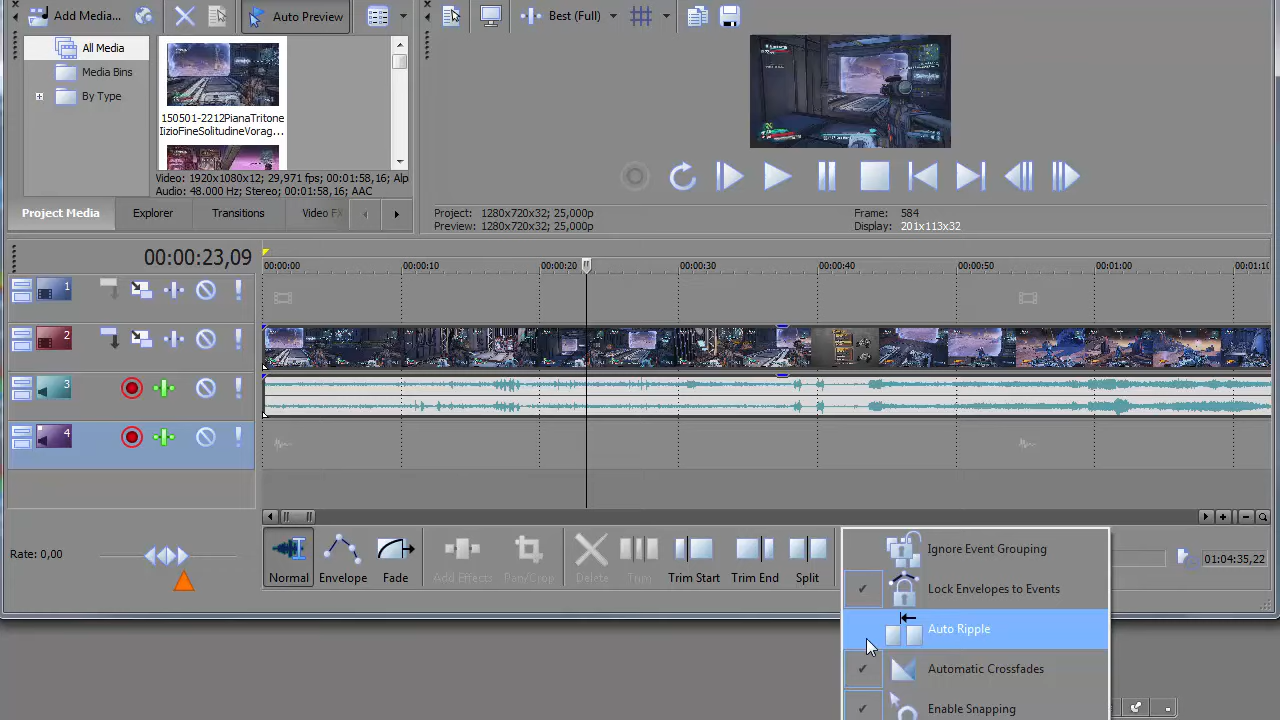 Add Media...
Auto Preview
Best (Full)
All Media
Media Bins
By Type
150501-2212PianaTritone
IizioFineSolitudineVorag...
Video: 1920x1080x12; 29,971 fps; 00:01:58,16; Alp
Audio: 48.000 Hz; Stereo; 00:01:58,16; AAC
Project Media
Explorer
Transitions
Video FX
Project: 1280x720x32; 25,000p
Preview: 1280x720x32; 25,000p
Frame: 584
Display: 201x113x32
00:00:23,09
00:00:00
00:00:10
00:00:20
00:00:30
00:00:40
00:00:50
00:01:00
00:01:10
1
2
3
4
Rate: 0,00
Normal
Envelope
Fade
Add Effects
Pan/Crop
Delete
Trim
Trim Start
Trim End
Split
01:04:35,22
Ignore Event Grouping
Lock Envelopes to Events
Auto Ripple
Automatic Crossfades
Enable Snapping